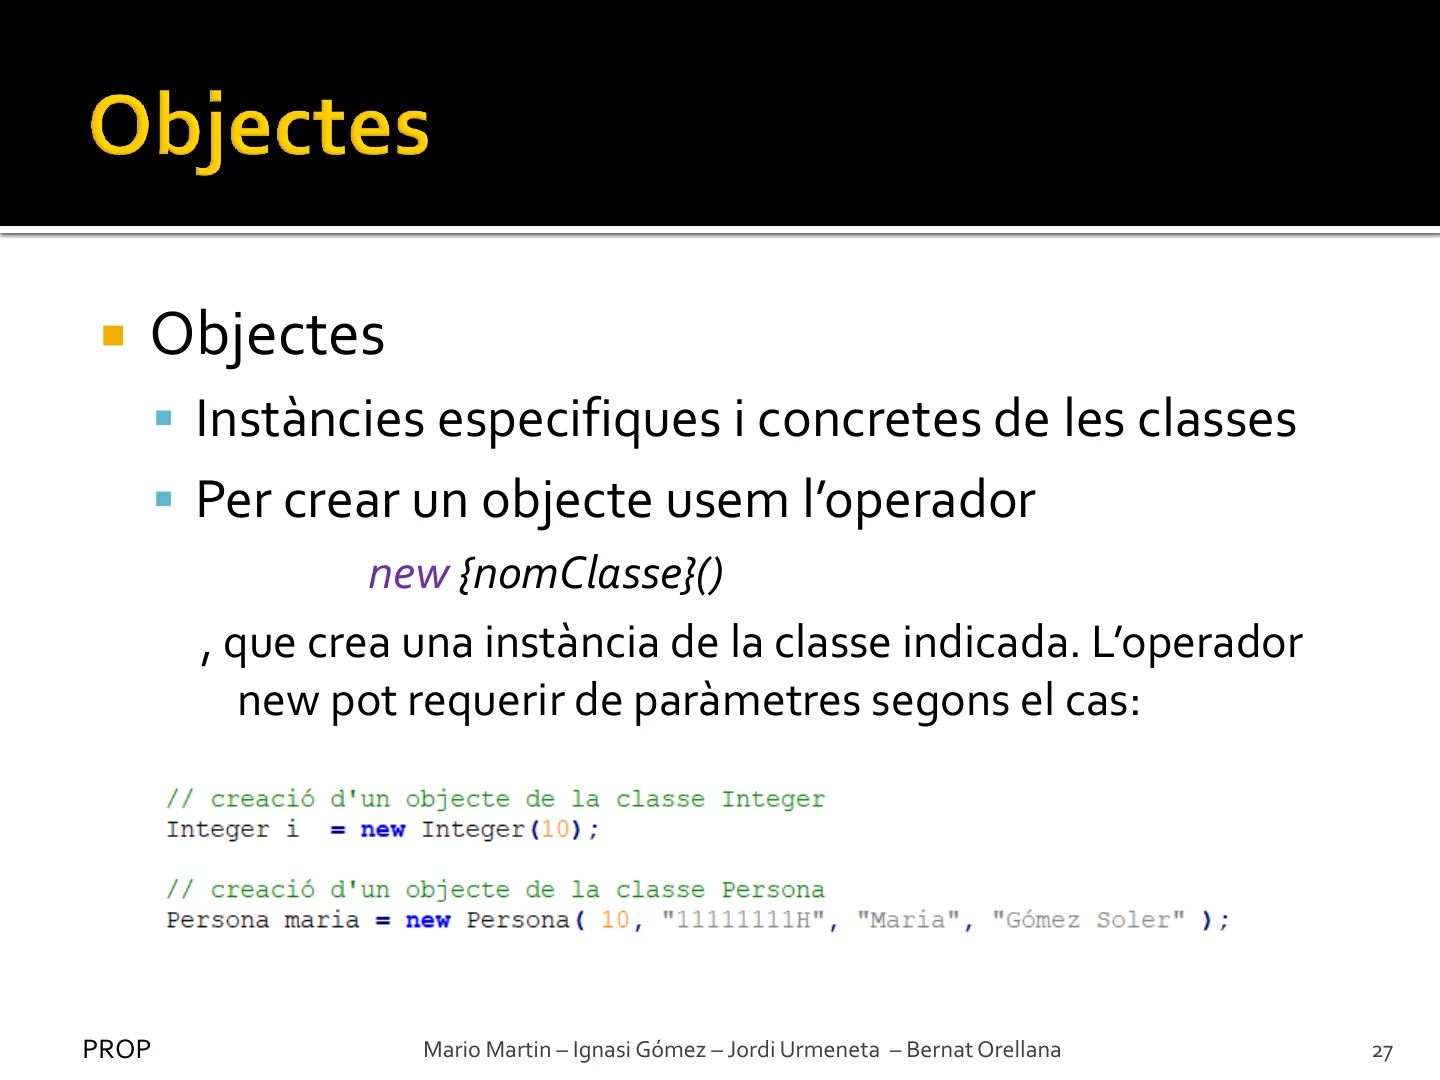 Objectes
Objectes
Instàncies especifiques i concretes de les classes
Per crear un objecte usem l’operador
new {nomClasse}()
, que crea una instància de la classe indicada. L’operador
new pot requerir de paràmetres segons el cas:
// creació d'un objecte de la classe Integer
Integer i  = new Integer(10);
// creació d'un objecte de la classe Persona
Persona maria = new Persona( 10, "11111111H", "Maria", "Gómez Soler" );
PROP
Mario Martin – Ignasi Gómez – Jordi Urmeneta  – Bernat Orellana
27